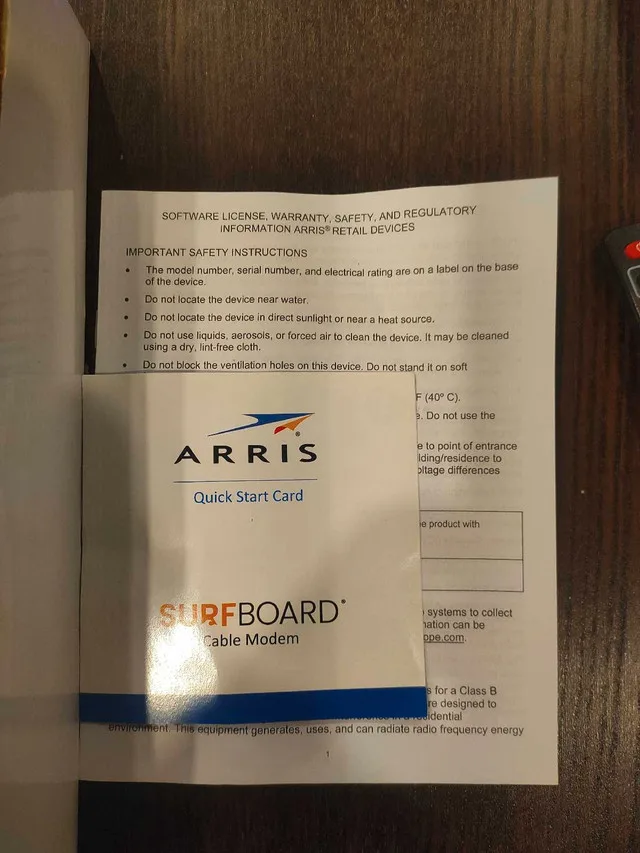 SOFTWARE LICENSE, WARRANTY, SAFETY, AND REGULATORY
INFORMATION ARRIS® RETAIL DEVICES
IMPORTANT SAFETY INSTRUCTIONS
• The model number, serial number, and electrical rating are on a label on the base
of the device.
• Do not locate the device near water.
• Do not locate the device in direct sunlight or near a heat source.
• Do not use liquids, aerosols, or forced air to clean the device. It may be cleaned
using a dry, lint-free cloth.
• Do not block the ventilation holes on this device. Do not stand it on soft
F (40º C).
. Do not use the
e to point of entrance
lding/residence to
oltage differences
e product with
systems to collect
mation can be
ope.com.
s for a Class B
re designed to
residential
environment. This equipment generates, uses, and can radiate radio frequency energy
1
ARRIS®
Quick Start Card
SURFBOARD®
Cable Modem